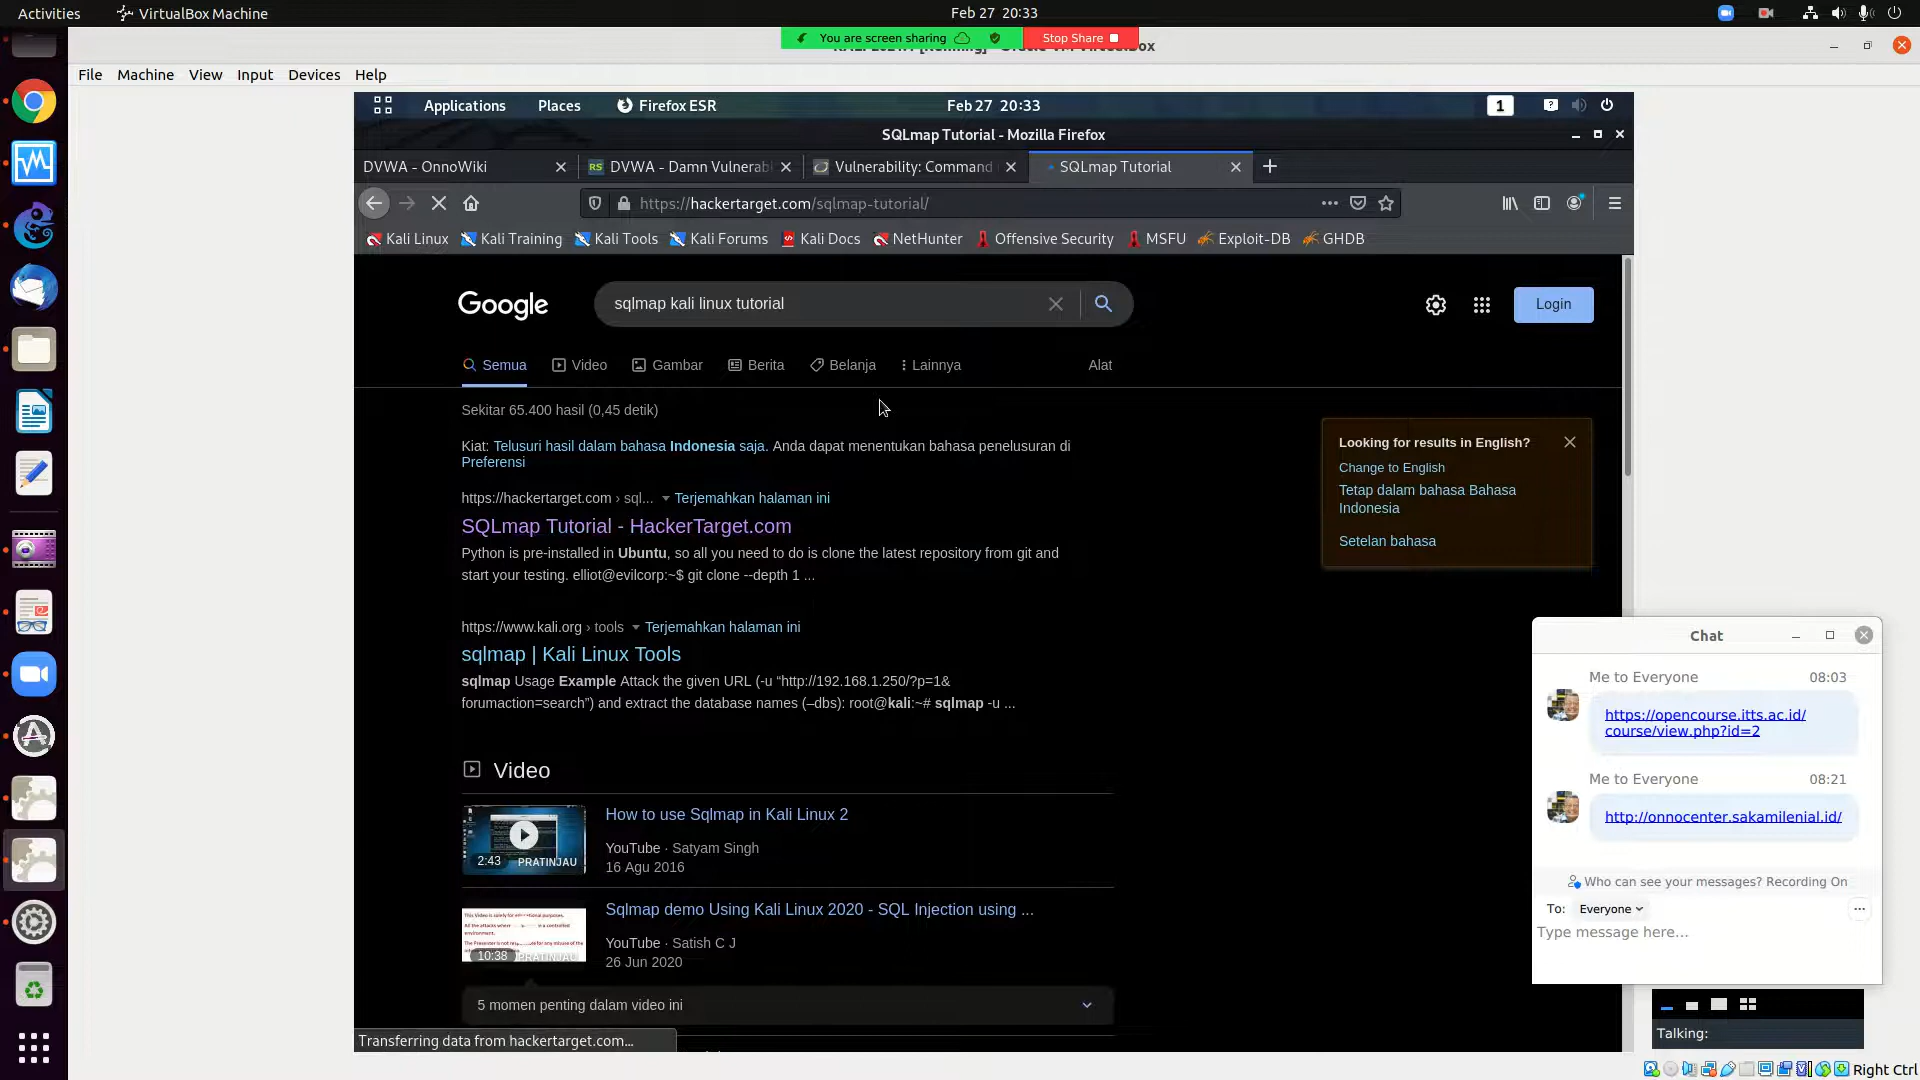 Activities
VirtualBox Machine
Feb 27 20:33
You are screen sharing
Stop Share
File Machine View Input Devices Help
Applications Places Firefox ESR
Feb 27 20:33
1
SQLmap Tutorial - Mozilla Firefox
DVWA - OnnoWiki
RS DVWA - Damn Vulnerabl
Vulnerability: Command
SQLmap Tutorial
https://hackertarget.com/sqlmap-tutorial/
Kali Linux Kali Training Kali Tools Kali Forums Kali Docs NetHunter Offensive Security MSFU Exploit-DB GHDB
Google
sqlmap kali linux tutorial
Login
Semua Video Gambar Berita Belanja Lainnya Alat
Sekitar 65.400 hasil (0,45 detik)
Kiat: Telusuri hasil dalam bahasa Indonesia saja. Anda dapat menentukan bahasa penelusuran di
Preferensi
https://hackertarget.com › sql... Terjemahkan halaman ini
SQLmap Tutorial - HackerTarget.com
Python is pre-installed in Ubuntu, so all you need to do is clone the latest repository from git and
start your testing. elliot@evilcorp:~$ git clone --depth 1 ...
https://www.kali.org › tools Terjemahkan halaman ini
sqlmap | Kali Linux Tools
sqlmap Usage Example Attack the given URL (-u “http://192.168.1.250/?p=1&
forumaction=search”) and extract the database names (–dbs): root@kali:~# sqlmap -u ...
Video
How to use Sqlmap in Kali Linux 2
YouTube · Satyam Singh
16 Agu 2016
2:43 PRATINJAU
Sqlmap demo Using Kali Linux 2020 - SQL Injection using ...
YouTube · Satish C J
26 Jun 2020
10:38 PRATINJAU
5 momen penting dalam video ini
Transferring data from hackertarget.com...
Looking for results in English?
Change to English
Tetap dalam bahasa Bahasa
Indonesia
Setelan bahasa
Chat
Me to Everyone 08:03
https://opencourse.itts.ac.id/
course/view.php?id=2
Me to Everyone 08:21
http://onnocenter.sakamilenial.id/
Who can see your messages? Recording On
To: Everyone
Type message here...
Talking:
Right Ctrl